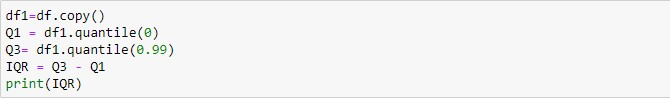 df1=df.copy()
Q1 = df1.quantile(0)
Q3= df1.quantile(0.99)
IQR = Q3 - Q1
print(IQR)